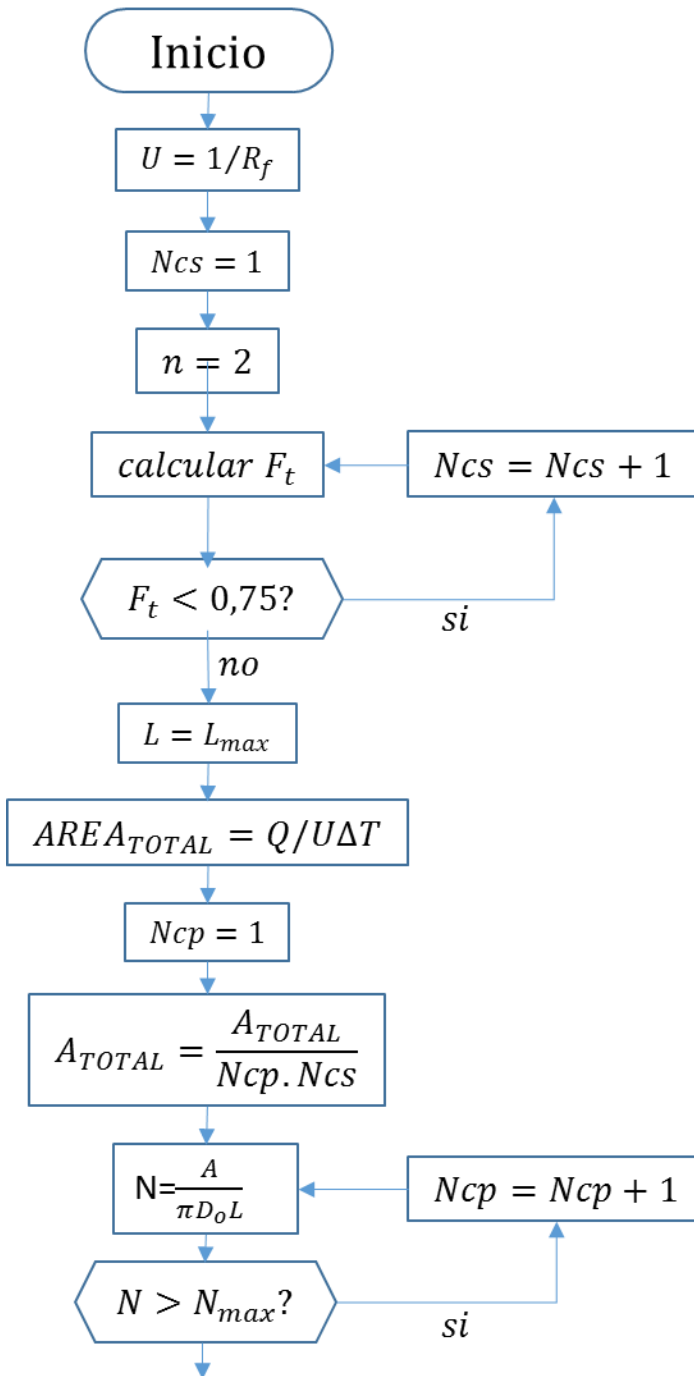 Inicio
U = 1/R_f
Ncs = 1
n = 2
calcular F_t
Ncs = Ncs + 1
F_t < 0,75?
si
no
L = L_max
AREA_TOTAL = Q/UΔT
Ncp = 1
A_TOTAL = A_TOTAL / Ncp. Ncs
N= A / πD_oL
Ncp = Ncp + 1
N > N_max?
si